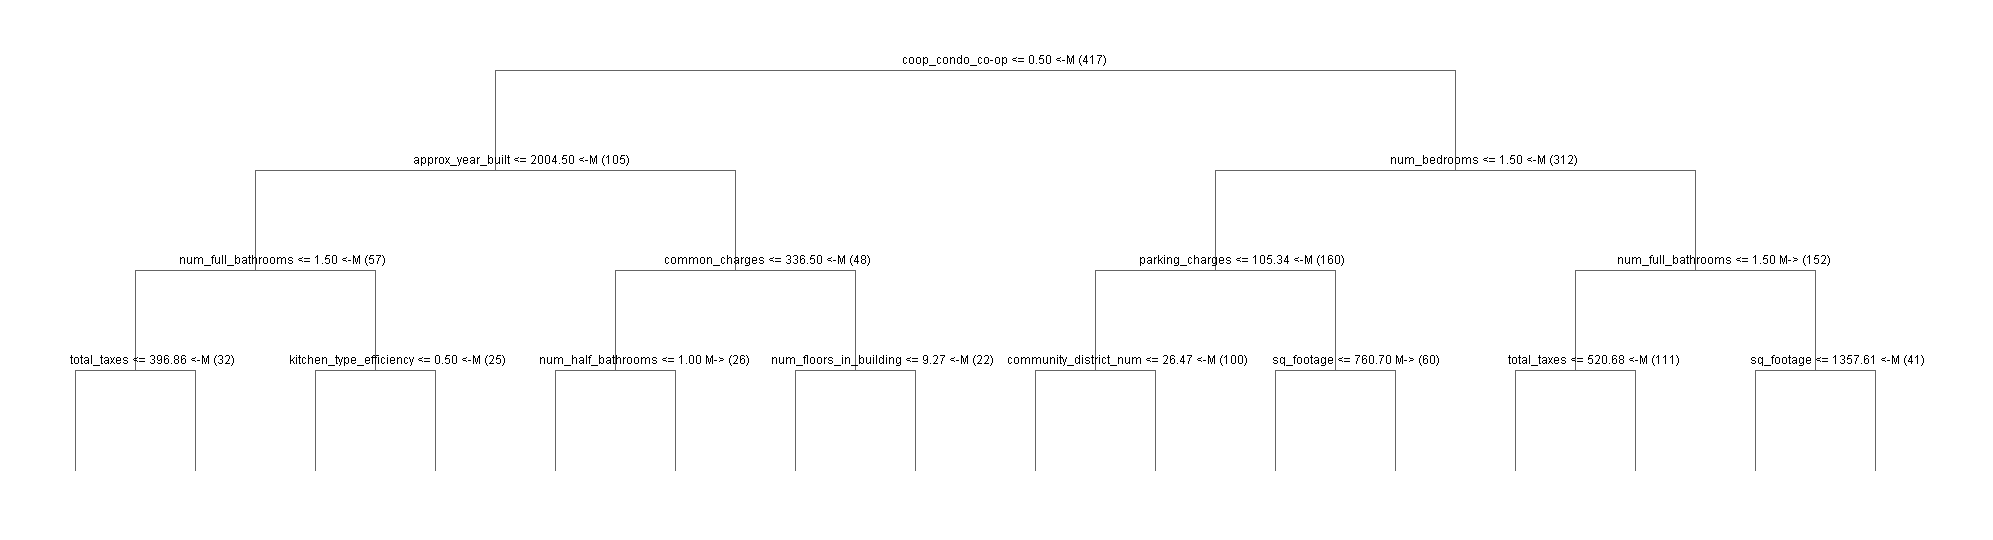 coop_condo_co-op <= 0.50 <-M (417)
approx_year_built <= 2004.50 <-M (105)
num_bedrooms <= 1.50 <-M (312)
num_full_bathrooms <= 1.50 <-M (57)
common_charges <= 336.50 <-M (48)
parking_charges <= 105.34 <-M (160)
num_full_bathrooms <= 1.50 M-> (152)
total_taxes <= 396.86 <-M (32)
kitchen_type_efficiency <= 0.50 <-M (25)
num_half_bathrooms <= 1.00 M-> (26)
num_floors_in_building <= 9.27 <-M (22)
community_district_num <= 26.47 <-M (100)
sq_footage <= 760.70 M-> (60)
total_taxes <= 520.68 <-M (111)
sq_footage <= 1357.61 <-M (41)